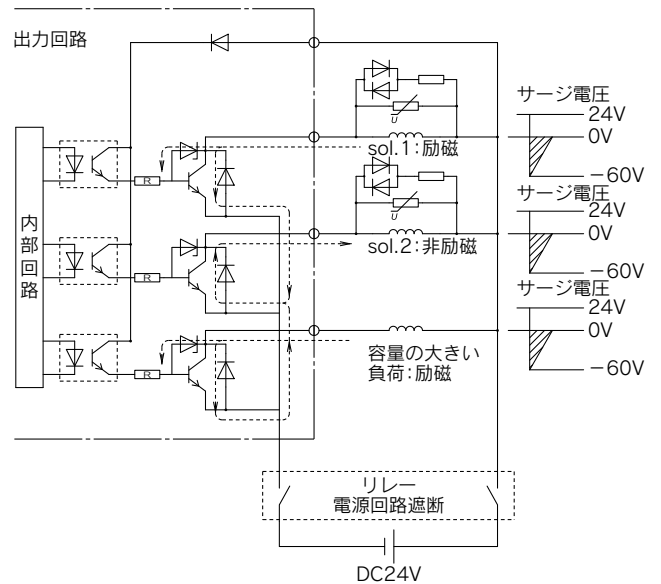 出力回路
内部回路
R
R
R
U
sol.1:励磁
U
sol.2:非励磁
容量の大きい
負荷:励磁
サージ電圧
24V
0V
－60V
サージ電圧
24V
0V
－60V
サージ電圧
24V
0V
－60V
リレー
電源回路遮断
DC24V